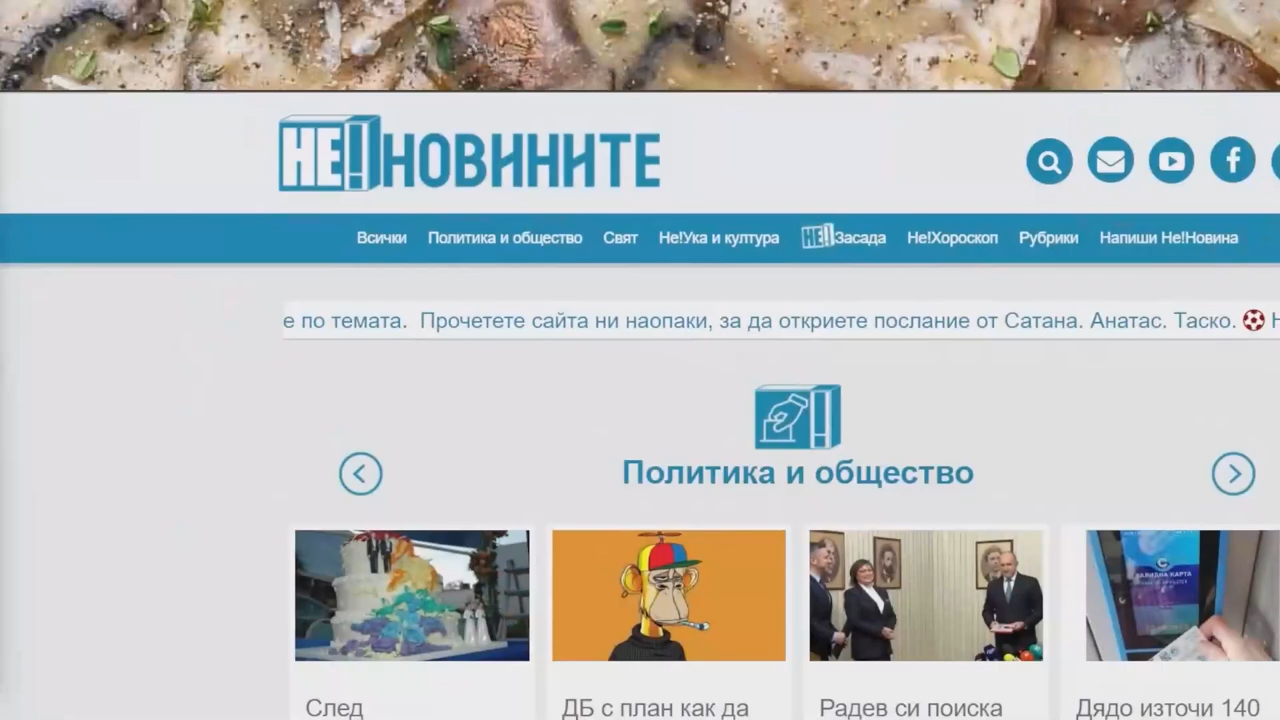 НЕ!НОВИНИТЕ
Всички Политика и общество Свят Не!Ука и култура НЕ!Засада Не!Хороскоп Рубрики Напиши Не!Новина
е по темата. Прочетете сайта ни наопаки, за да откриете послание от Сатана. Анатас. Таско. Н
Политика и общество
КАРТА
След
ДБ с план как да
Радев си поиска
Дядо източи 140